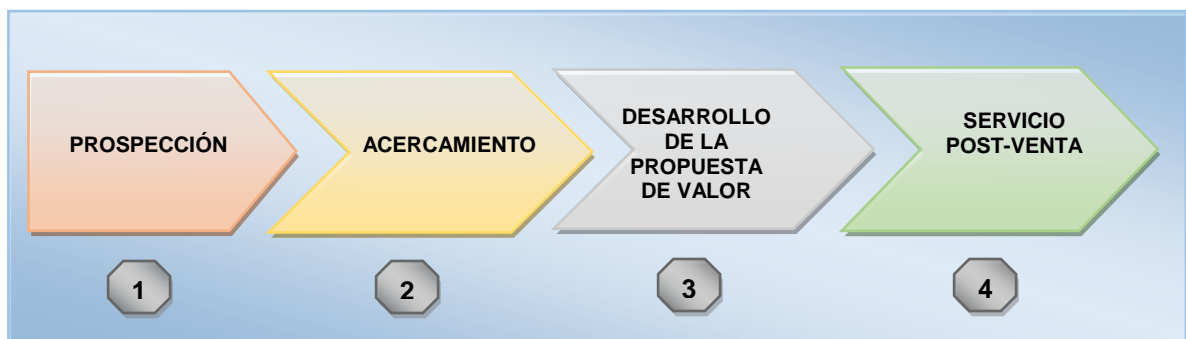 PROSPECCIÓN
ACERCAMIENTO
DESARROLLO
DE LA
PROPUESTA
DE VALOR
SERVICIO
POST-VENTA
1
2
3
4